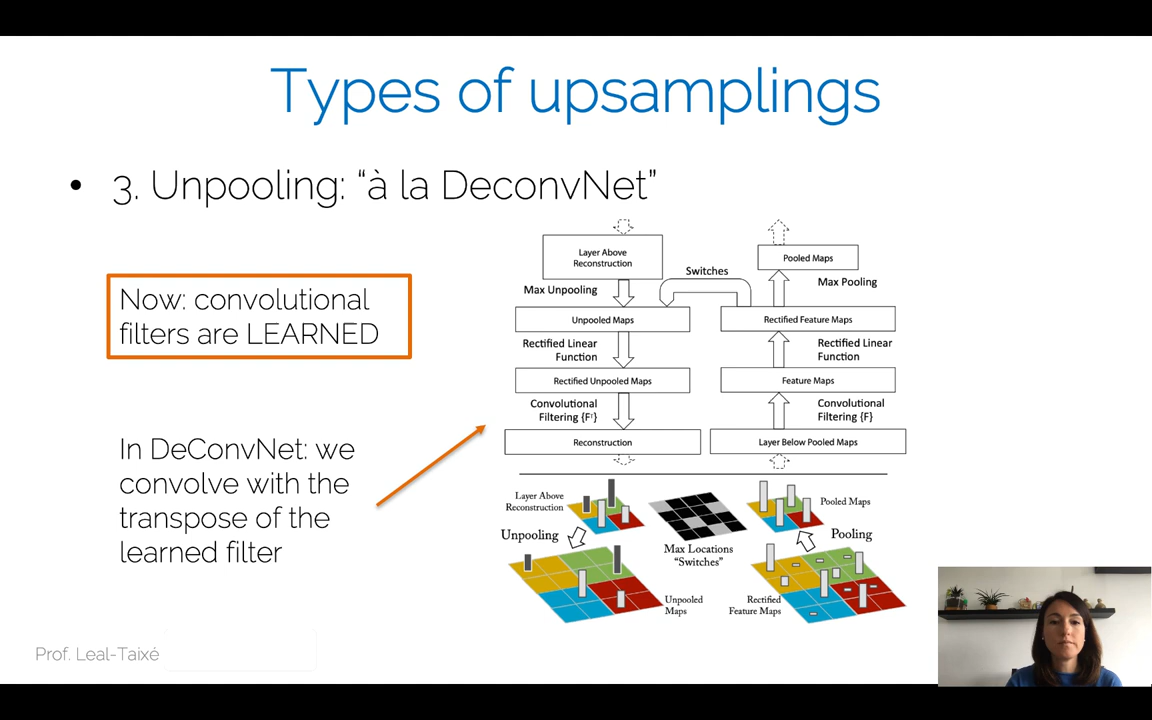 Types of upsamplings
• 3. Unpooling: “à la DeconvNet”
Now: convolutional
filters are LEARNED
In DeConvNet: we
convolve with the
transpose of the
learned filter
Layer Above
Reconstruction
Max Unpooling
Switches
Unpooled Maps
Rectified Linear
Function
Rectified Unpooled Maps
Convolutional
Filtering {Fᵀ}
Reconstruction
Pooled Maps
Max Pooling
Rectified Feature Maps
Rectified Linear
Function
Feature Maps
Convolutional
Filtering {F}
Layer Below Pooled Maps
Layer Above
Reconstruction
Unpooling
Unpooled
Maps
Max Locations
“Switches”
Pooled Maps
Pooling
Rectified
Feature Maps
Prof. Leal-Taixé